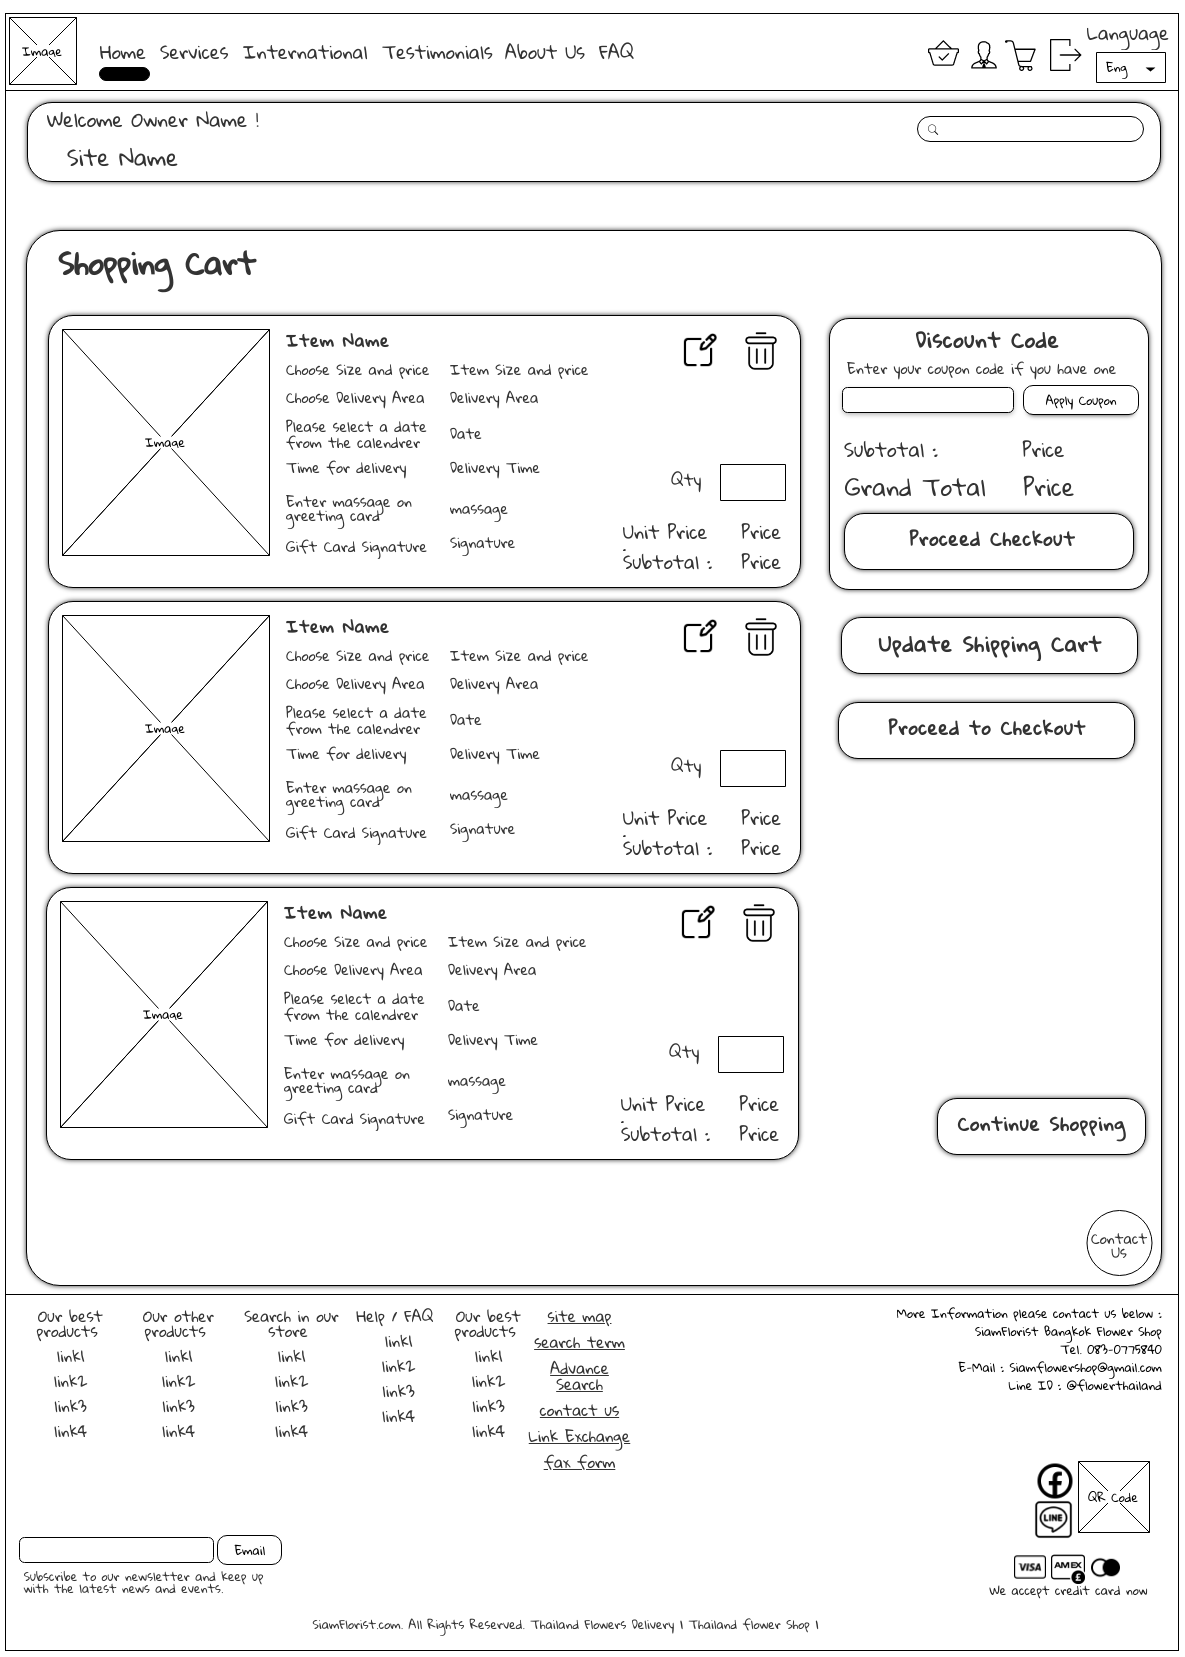 Image
Home Services International Testimonials About Us FAQ
Language
Eng
Welcome Owner Name !
Site Name
Shopping Cart
Image
Item Name
Choose Size and price Item Size and price
Choose Delivery Area Delivery Area
Please select a date
from the calendrer
Date
Time for delivery Delivery Time
Enter massage on
greeting card
massage
Gift Card Signature Signature
Qty
Unit Price
:
Price
Subtotal : Price
Discount Code
Enter your coupon code if you have one
Apply Coupon
Subtotal : Price
Grand Total Price
Proceed Checkout
Image
Item Name
Choose Size and price Item Size and price
Choose Delivery Area Delivery Area
Please select a date
from the calendrer
Date
Time for delivery Delivery Time
Enter massage on
greeting card
massage
Gift Card Signature Signature
Qty
Unit Price
:
Price
Subtotal : Price
Update Shipping Cart
Proceed to Checkout
Image
Item Name
Choose Size and price Item Size and price
Choose Delivery Area Delivery Area
Please select a date
from the calendrer
Date
Time for delivery Delivery Time
Enter massage on
greeting card
massage
Gift Card Signature Signature
Qty
Unit Price
:
Price
Subtotal : Price
Continue Shopping
Contact
Us
Our best
products
link1
link2
link3
link4
Our other
products
link1
link2
link3
link4
Search in our
store
link1
link2
link3
link4
Help / FAQ
link1
link2
link3
link4
Our best
products
link1
link2
link3
link4
site map
search term
Advance
Search
contact us
Link Exchange
fax form
More Information please contact us below :
SiamFlorist Bangkok Flower Shop
Tel. 083-0775840
E-Mail : Siamflowershop@gmail.com
Line ID : @flowerthailand
LINE
QR Code
Email
Subscribe to our newsletter and keep up
with the latest news and events.
VISA AMEX £
We accept credit card now
SiamFlorist.com. All Rights Reserved. Thailand Flowers Delivery | Thailand flower Shop |